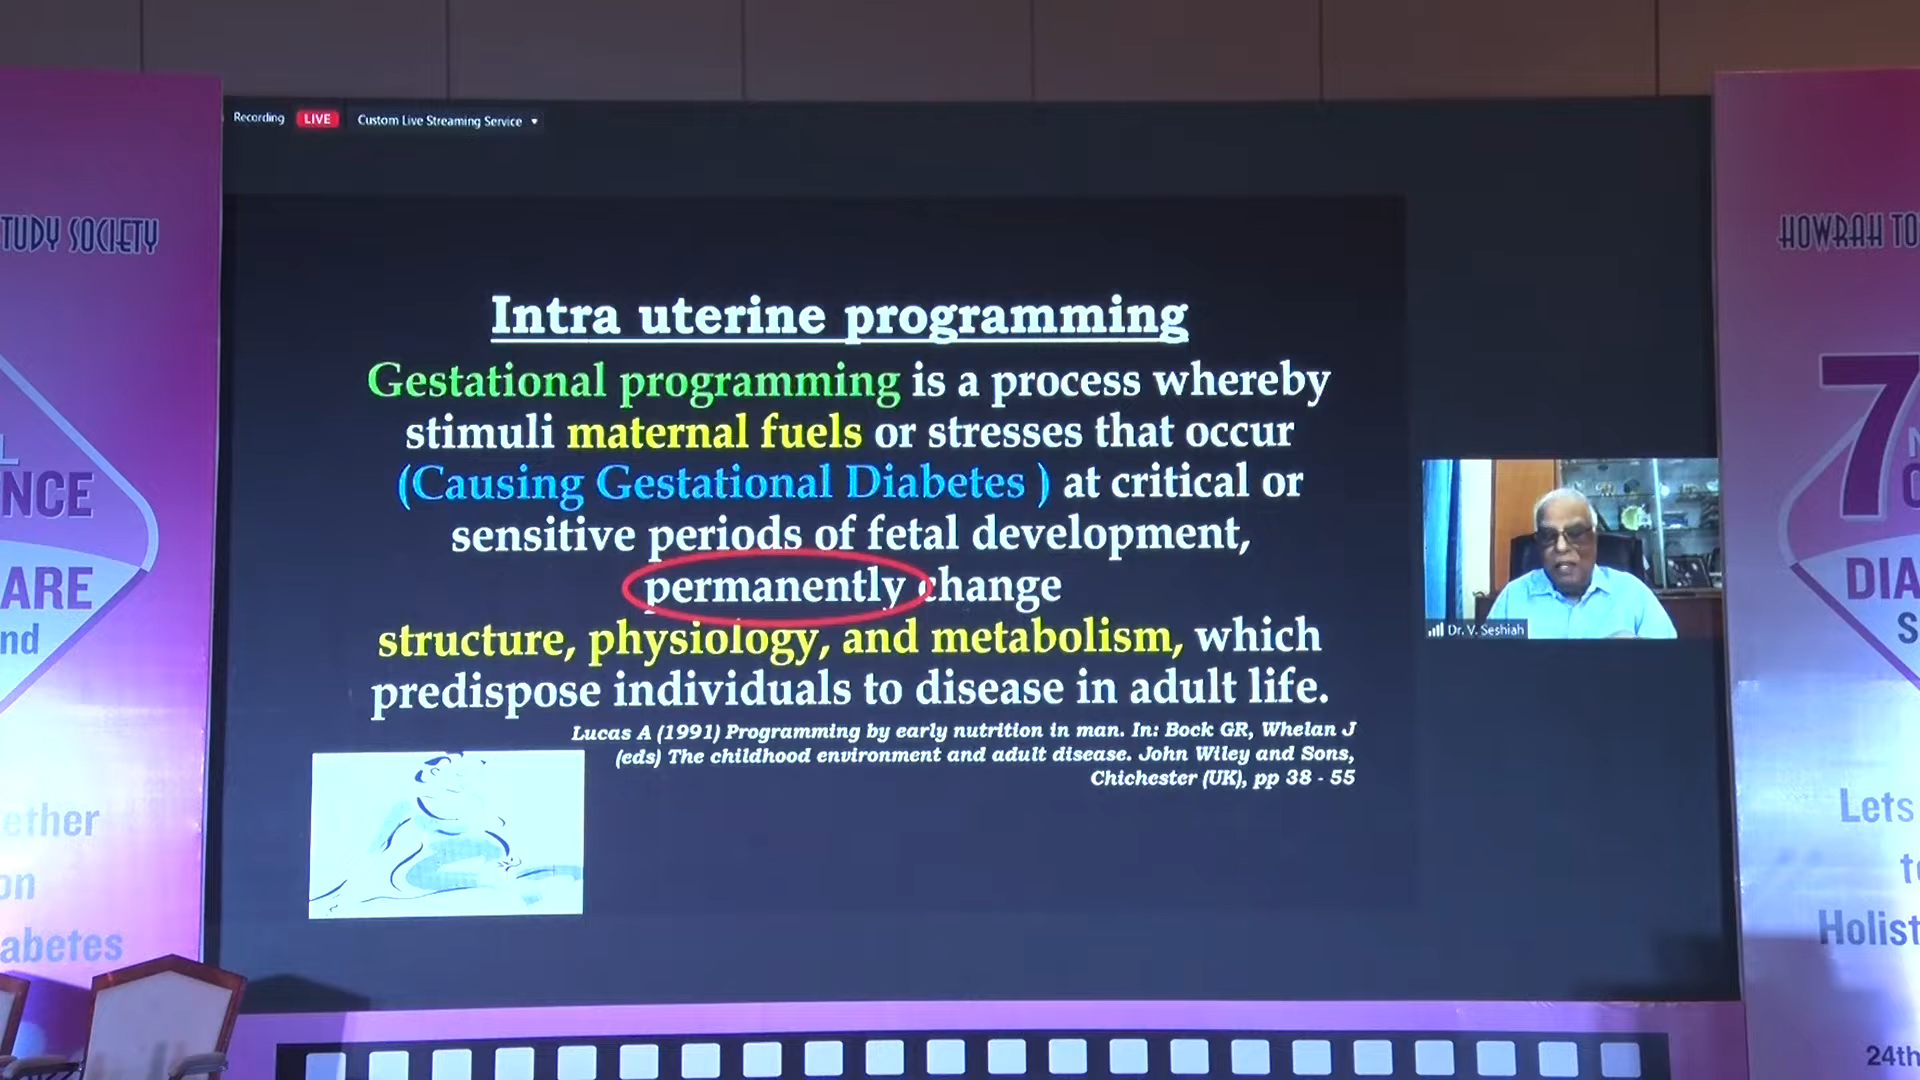 Recording LIVE Custom Live Streaming Service
TUDY SOCIETY
HOWRAH TO
Intra uterine programming
Gestational programming is a process whereby
stimuli maternal fuels or stresses that occur
(Causing Gestational Diabetes ) at critical or
sensitive periods of fetal development,
permanently change
structure, physiology, and metabolism, which
predispose individuals to disease in adult life.
Lucas A (1991) Programming by early nutrition in man. In: Bock GR, Whelan J
(eds) The childhood environment and adult disease. John Wiley and Sons,
Chichester (UK), pp 38 - 55
Dr. V. Seshiah
L
NCE
ARE
nd
ether
on
abetes
7
DIA
S
Lets
Holist
24th